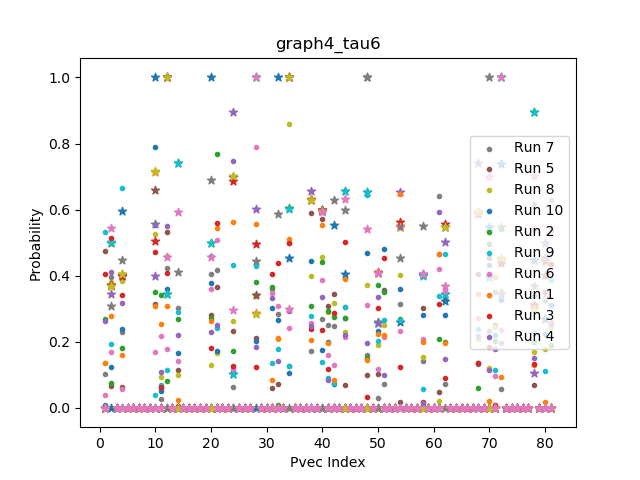 graph4_tau6
1.0
0.8
0.6
0.4
0.2
0.0
Probability
0 10 20 30 40 50 60 70 80
Pvec Index
Run 7
Run 5
Run 8
Run 10
Run 2
Run 9
Run 6
Run 1
Run 3
Run 4